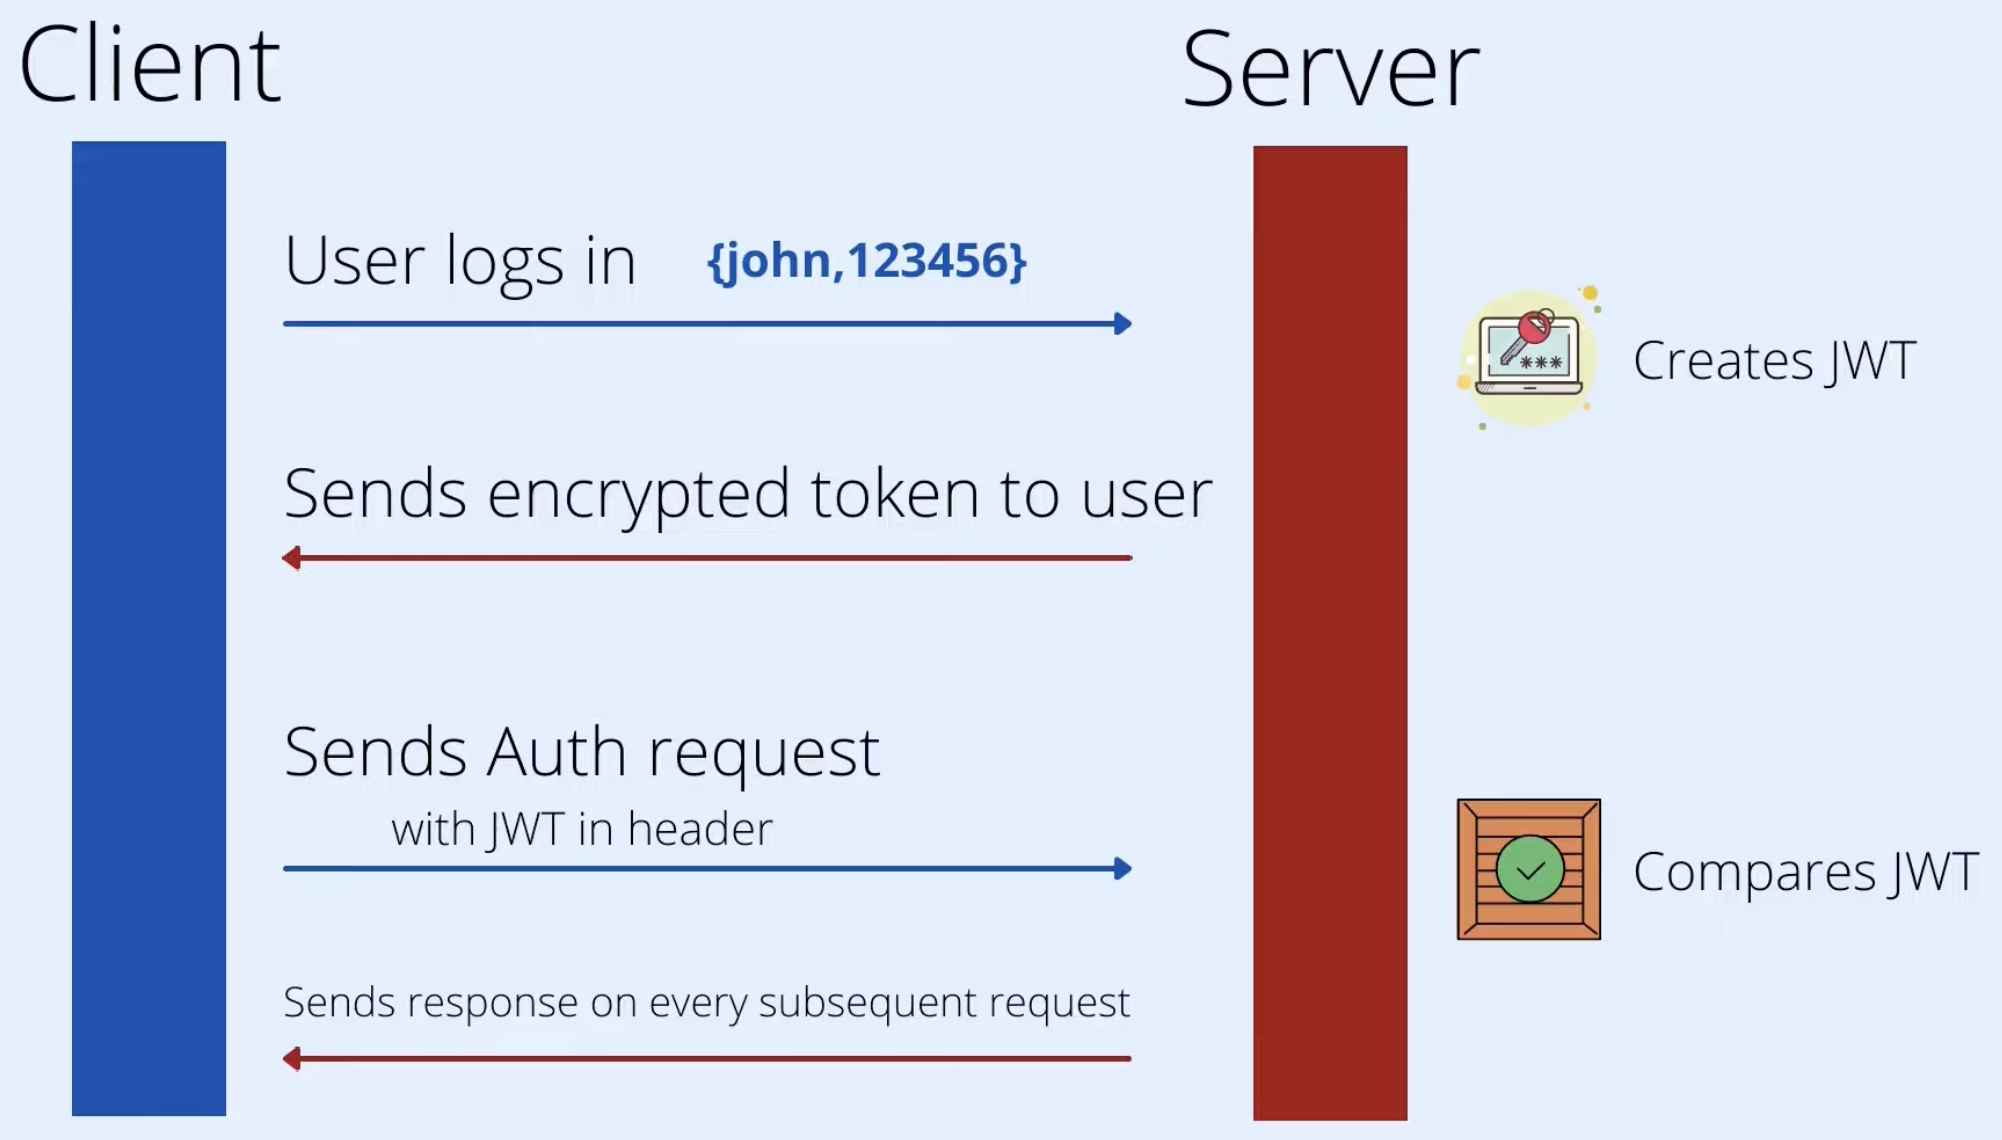 Client
Server
User logs in {john,123456}
Creates JWT
Sends encrypted token to user
Sends Auth request
with JWT in header
Compares JWT
Sends response on every subsequent request